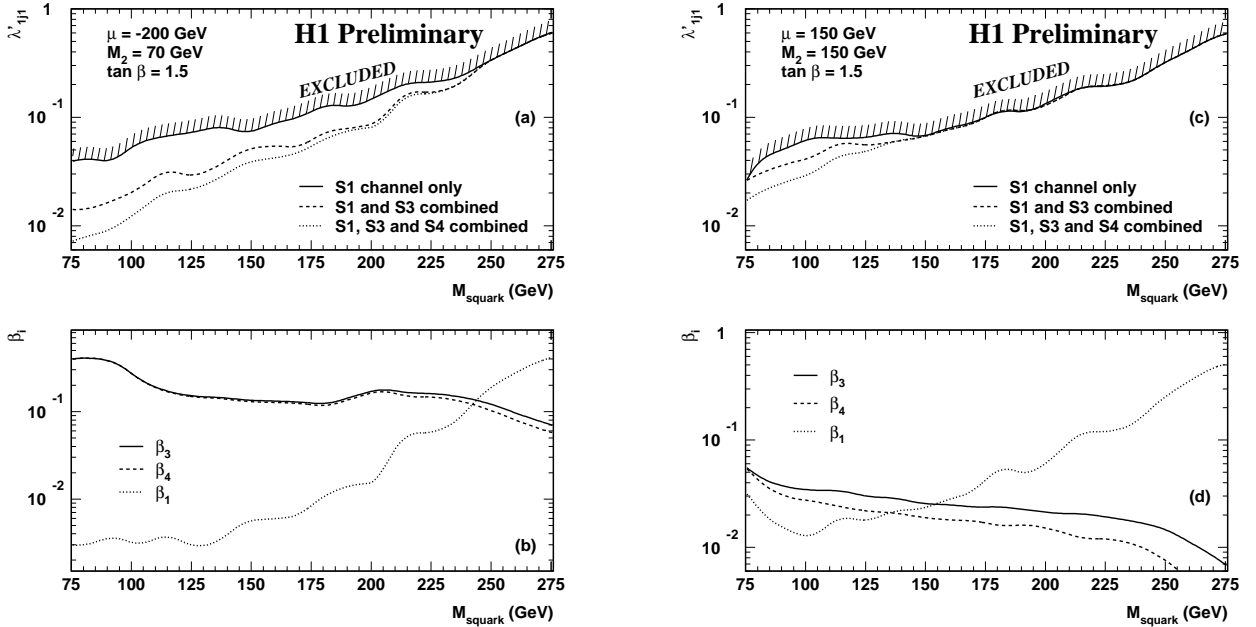 λ'1j1
1
10-1
10-2
μ = -200 GeV
M2 = 70 GeV
tan β = 1.5
H1 Preliminary
EXCLUDED
(a)
S1 channel only
S1 and S3 combined
S1, S3 and S4 combined
75 100 125 150 175 200 225 250 275
Msquark (GeV)
λ'1j1
1
10-1
10-2
μ = 150 GeV
M2 = 150 GeV
tan β = 1.5
H1 Preliminary
EXCLUDED
(c)
S1 channel only
S1 and S3 combined
S1, S3 and S4 combined
75 100 125 150 175 200 225 250 275
Msquark (GeV)
βi
10-1
10-2
β3
β4
β1
(b)
75 100 125 150 175 200 225 250 275
Msquark (GeV)
βi
1
10-1
10-2
β3
β4
β1
(d)
75 100 125 150 175 200 225 250 275
Msquark (GeV)